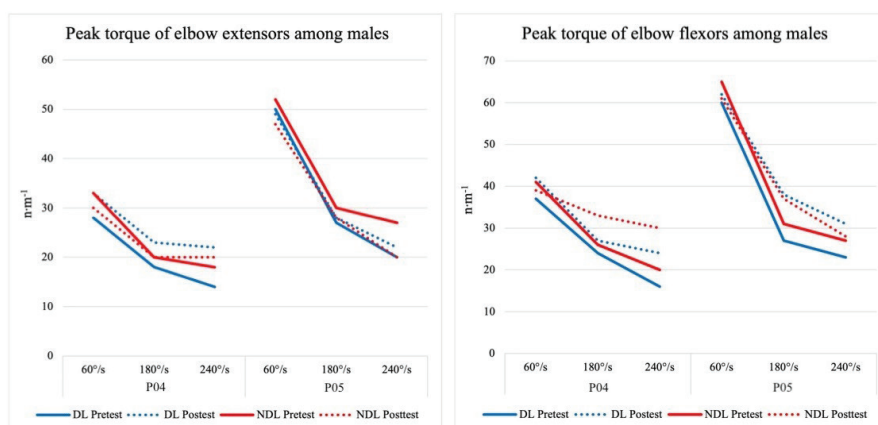 Peak torque of elbow extensors among males
60
50
40
30
20
10
0
n·m⁻¹
60°/s 180°/s 240°/s 60°/s 180°/s 240°/s
P04 P05
DL Pretest DL Postest NDL Pretest NDL Posttest
Peak torque of elbow flexors among males
70
60
50
40
30
20
10
0
n·m⁻¹
60°/s 180°/s 240°/s 60°/s 180°/s 240°/s
P04 P05
DL Pretest DL Postest NDL Pretest NDL Posttest